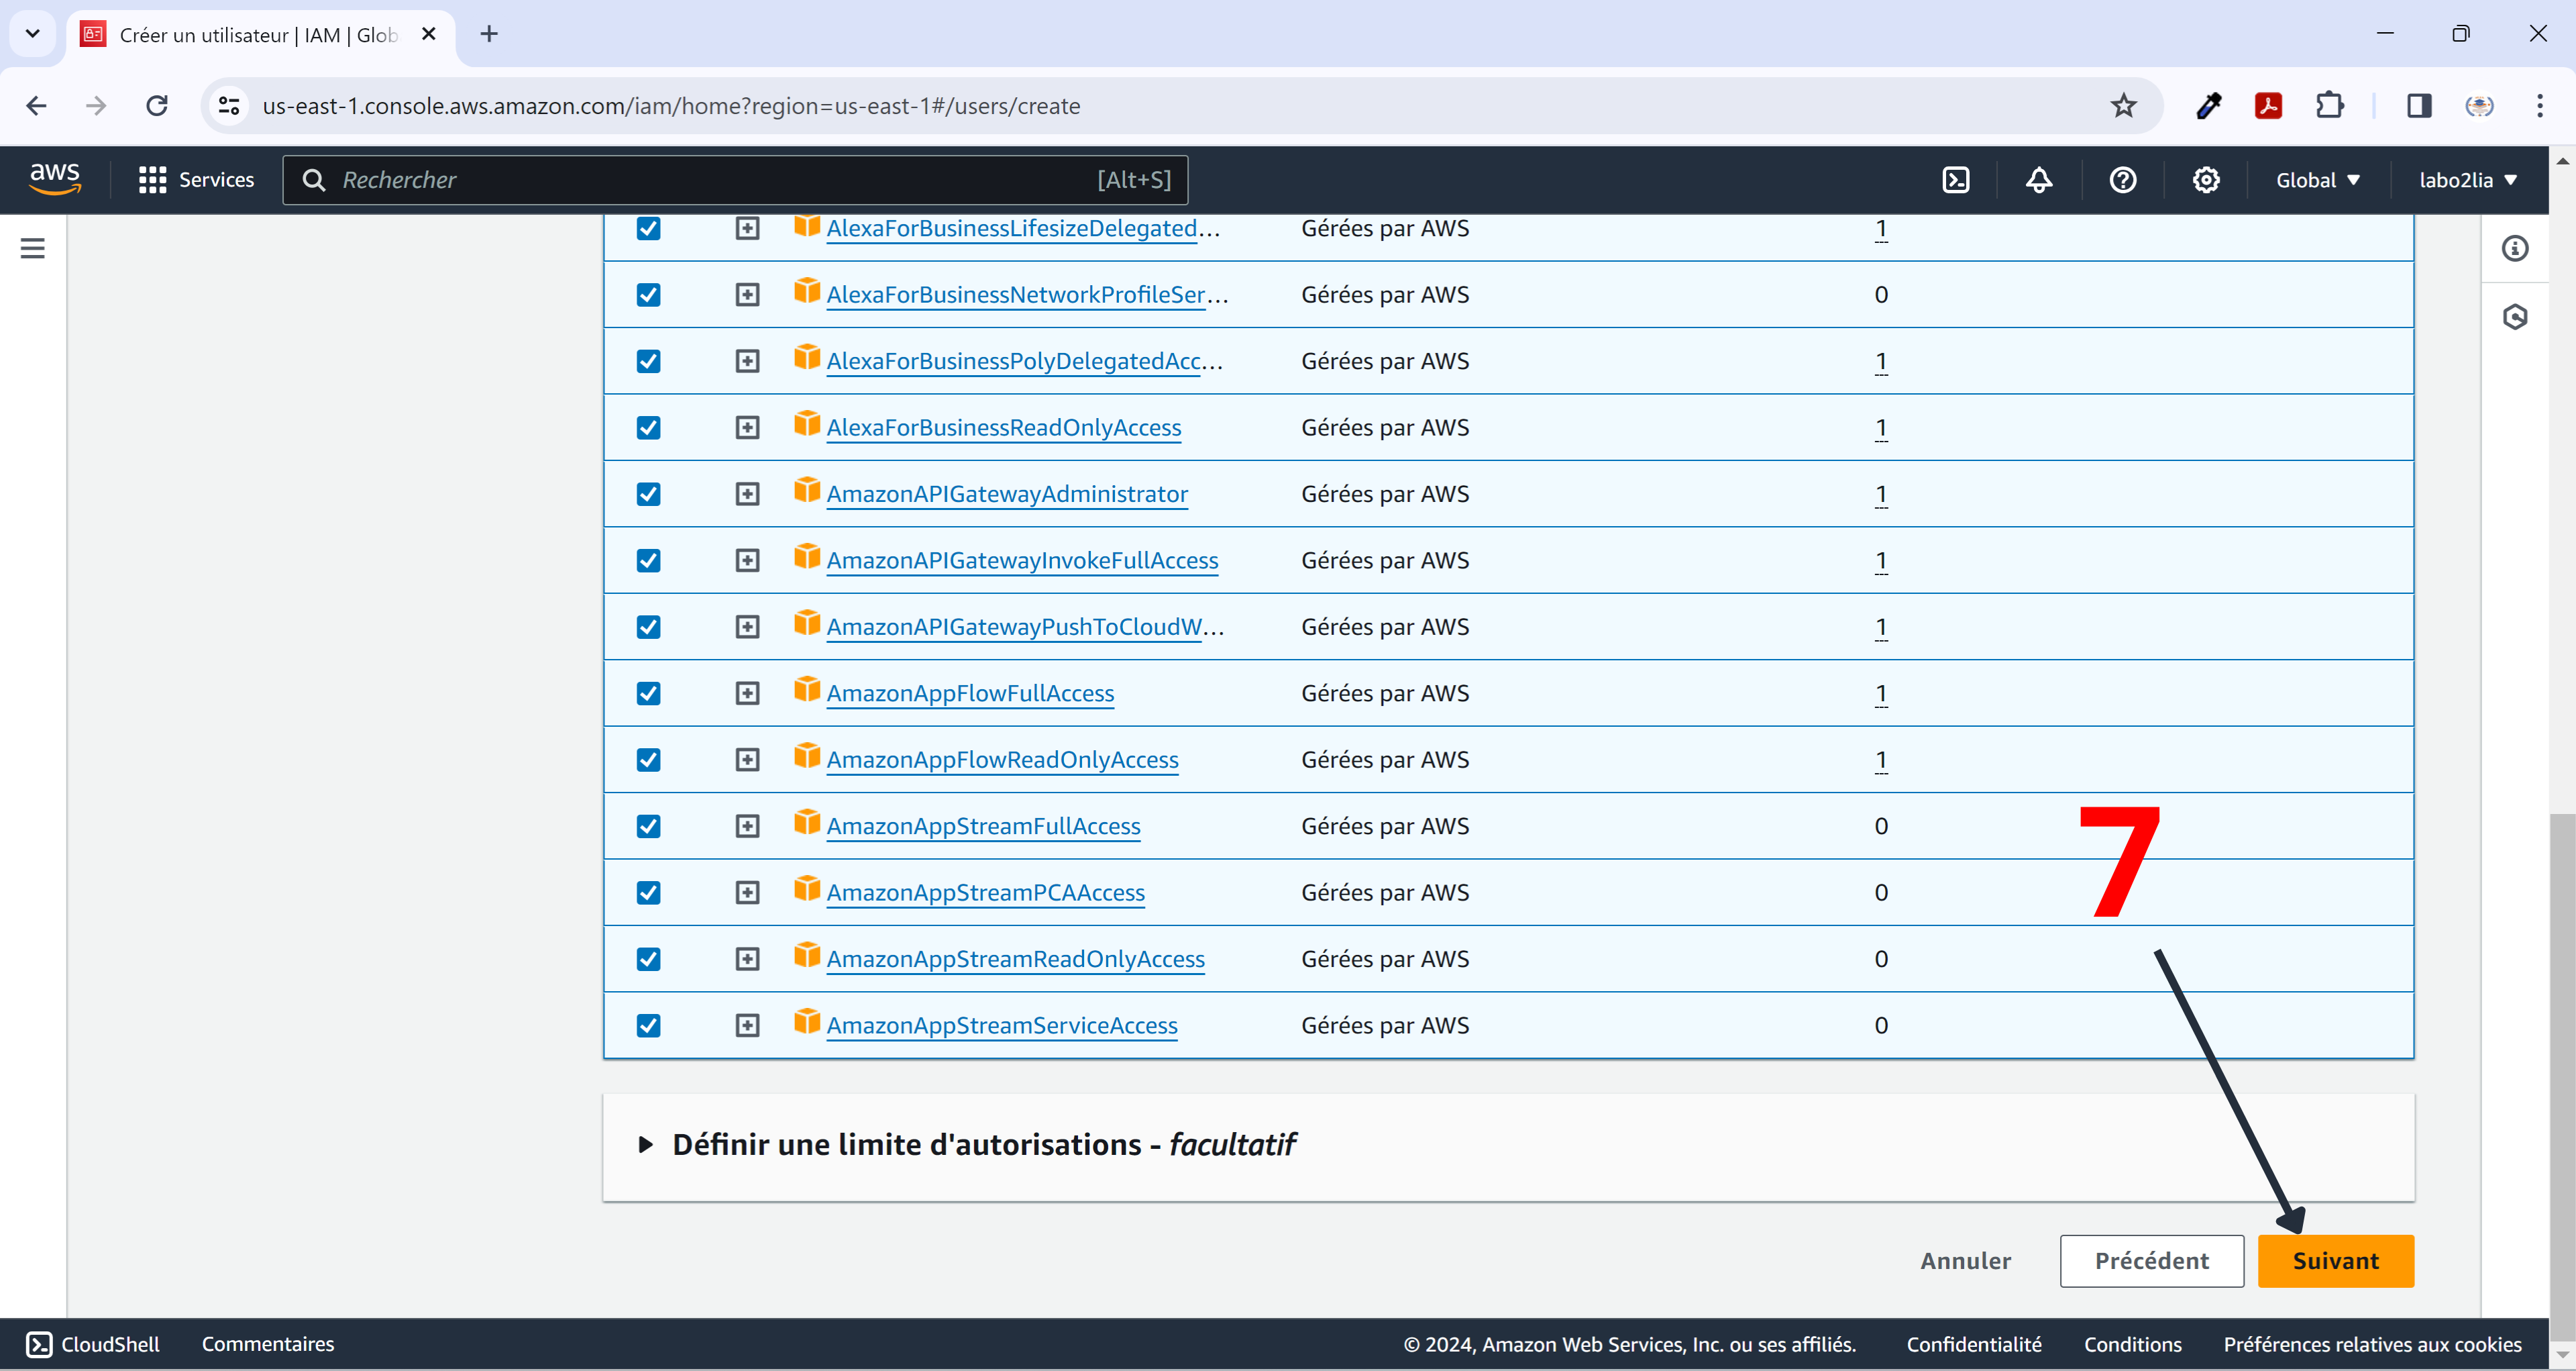 Créer un utilisateur | IAM | Glob
us-east-1.console.aws.amazon.com/iam/home?region=us-east-1#/users/create
aws Services Rechercher [Alt+S] Global labo2lia
AlexaForBusinessLifesizeDelegated... Gérées par AWS 1
AlexaForBusinessNetworkProfileSer... Gérées par AWS 0
AlexaForBusinessPolyDelegatedAcc... Gérées par AWS 1
AlexaForBusinessReadOnlyAccess Gérées par AWS 1
AmazonAPIGatewayAdministrator Gérées par AWS 1
AmazonAPIGatewayInvokeFullAccess Gérées par AWS 1
AmazonAPIGatewayPushToCloudW... Gérées par AWS 1
AmazonAppFlowFullAccess Gérées par AWS 1
AmazonAppFlowReadOnlyAccess Gérées par AWS 1
AmazonAppStreamFullAccess Gérées par AWS 0
AmazonAppStreamPCAAccess Gérées par AWS 0
7
AmazonAppStreamReadOnlyAccess Gérées par AWS 0
AmazonAppStreamServiceAccess Gérées par AWS 0
Définir une limite d'autorisations - facultatif
Annuler Précédent Suivant
CloudShell Commentaires © 2024, Amazon Web Services, Inc. ou ses affiliés. Confidentialité Conditions Préférences relatives aux cookies